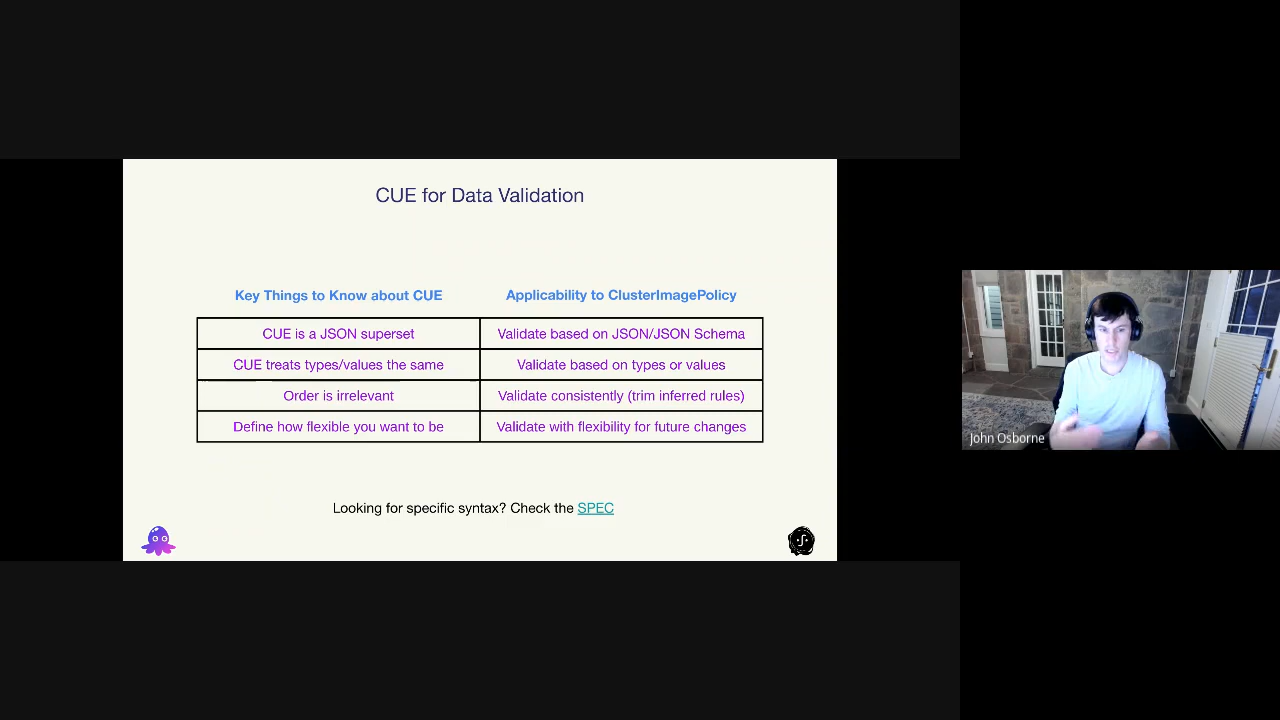 CUE for Data Validation
Key Things to Know about CUE
Applicability to ClusterImagePolicy
CUE is a JSON superset
Validate based on JSON/JSON Schema
CUE treats types/values the same
Validate based on types or values
Order is irrelevant
Validate consistently (trim inferred rules)
Define how flexible you want to be
Validate with flexibility for future changes
Looking for specific syntax? Check the SPEC
John Osborne